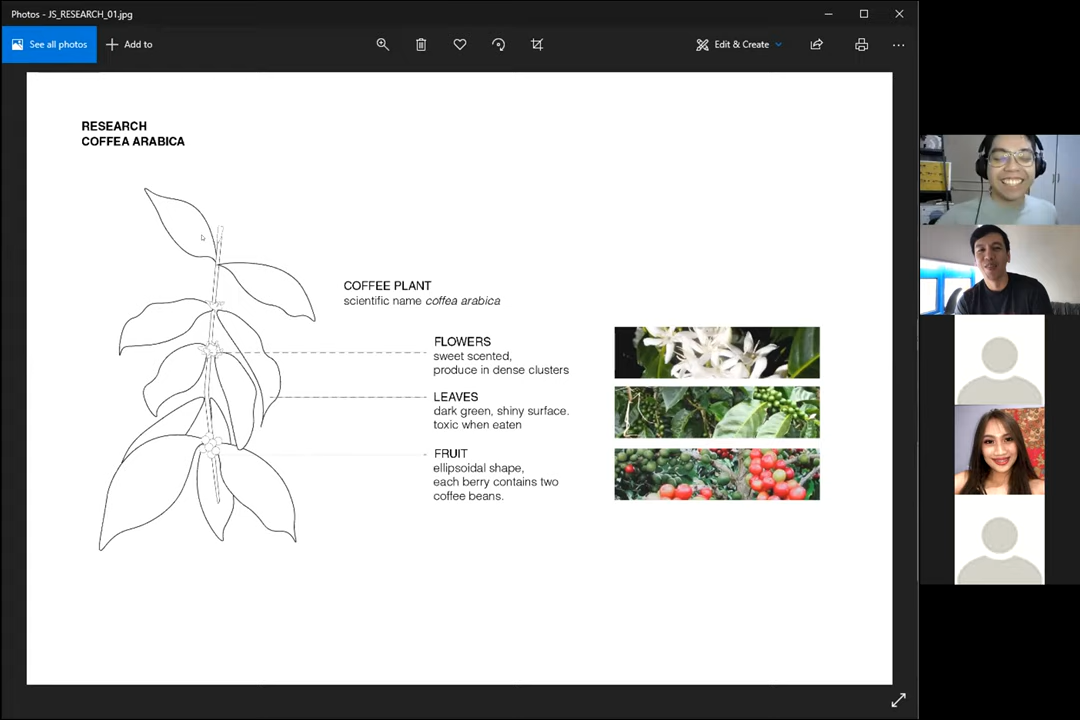 Photos - JS_RESEARCH_01.jpg
See all photos
Add to
Edit & Create
RESEARCH
COFFEA ARABICA
COFFEE PLANT
scientific name coffea arabica
FLOWERS
sweet scented,
produce in dense clusters
LEAVES
dark green, shiny surface.
toxic when eaten
FRUIT
ellipsoidal shape,
each berry contains two
coffee beans.